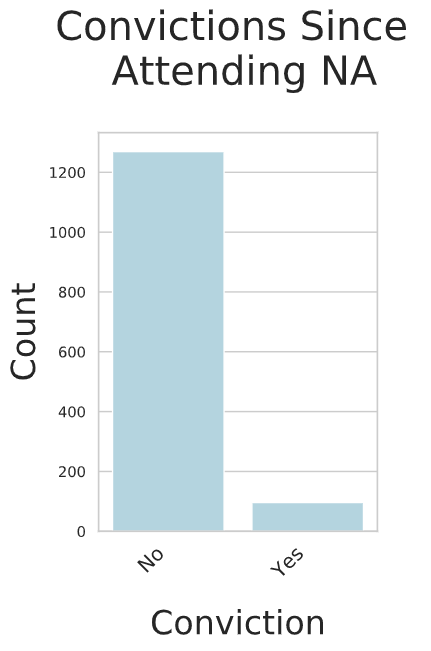 Convictions Since
Attending NA
1200
1000
800
600
400
200
0
Count
No
Yes
Conviction